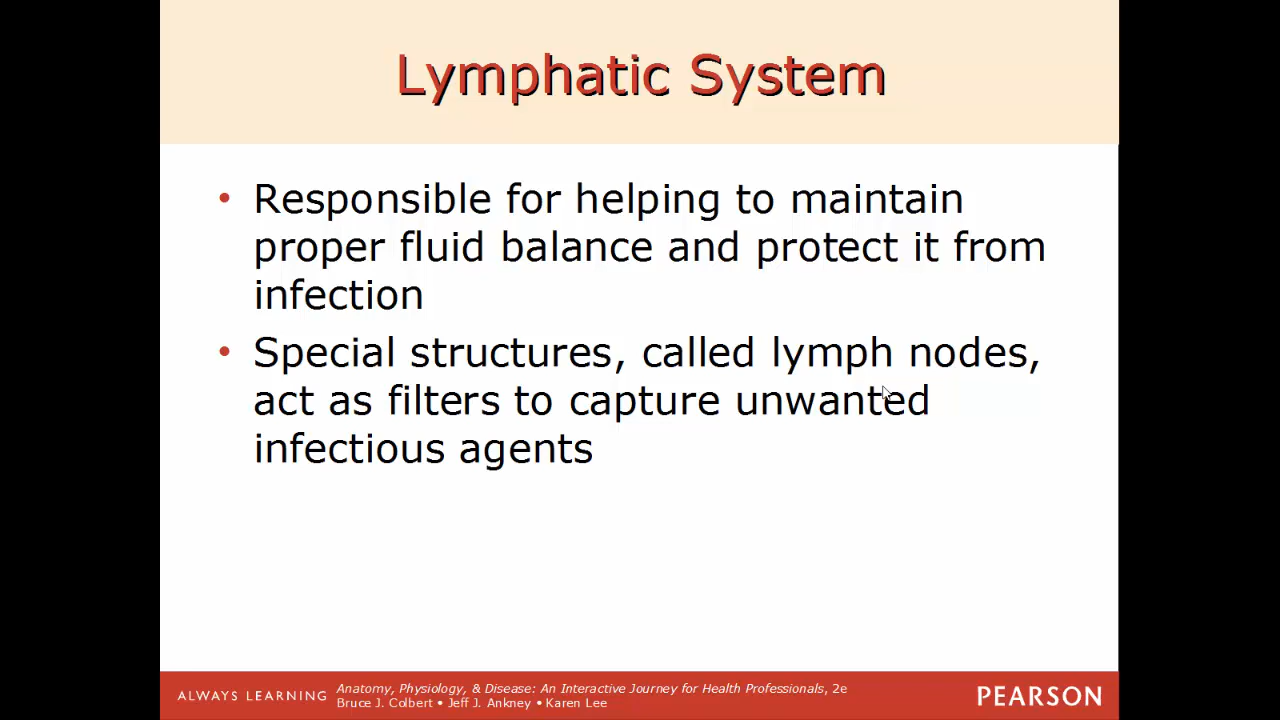 Lymphatic System
• Responsible for helping to maintain
proper fluid balance and protect it from
infection
• Special structures, called lymph nodes,
act as filters to capture unwanted
infectious agents
ALWAYS LEARNING
Anatomy, Physiology, & Disease: An Interactive Journey for Health Professionals, 2e
Bruce J. Colbert • Jeff J. Ankney • Karen Lee
PEARSON